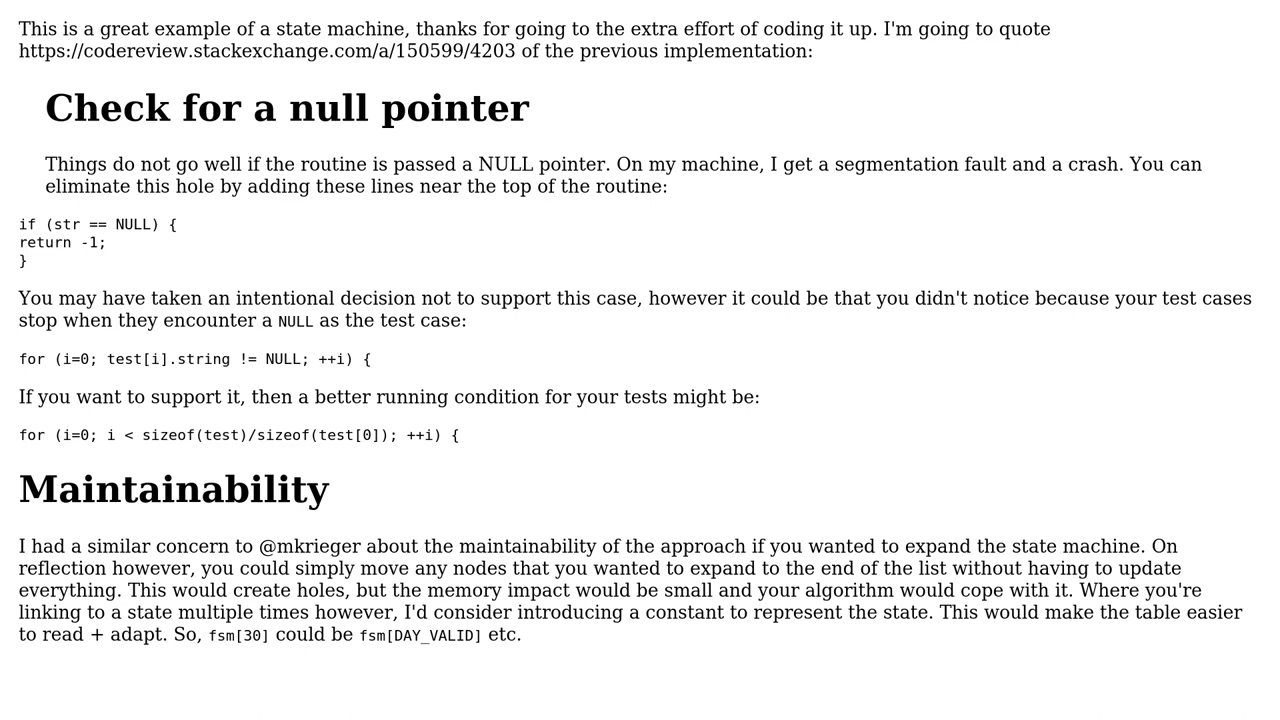 This is a great example of a state machine, thanks for going to the extra effort of coding it up. I'm going to quote
https://codereview.stackexchange.com/a/150599/4203 of the previous implementation:
Check for a null pointer
Things do not go well if the routine is passed a NULL pointer. On my machine, I get a segmentation fault and a crash. You can
eliminate this hole by adding these lines near the top of the routine:
if (str == NULL) {
return -1;
}
You may have taken an intentional decision not to support this case, however it could be that you didn't notice because your test cases
stop when they encounter a NULL as the test case:
for (i=0; test[i].string != NULL; ++i) {
If you want to support it, then a better running condition for your tests might be:
for (i=0; i < sizeof(test)/sizeof(test[0]); ++i) {
Maintainability
I had a similar concern to @mkrieger about the maintainability of the approach if you wanted to expand the state machine. On
reflection however, you could simply move any nodes that you wanted to expand to the end of the list without having to update
everything. This would create holes, but the memory impact would be small and your algorithm would cope with it. Where you're
linking to a state multiple times however, I'd consider introducing a constant to represent the state. This would make the table easier
to read + adapt. So, fsm[30] could be fsm[DAY_VALID] etc.